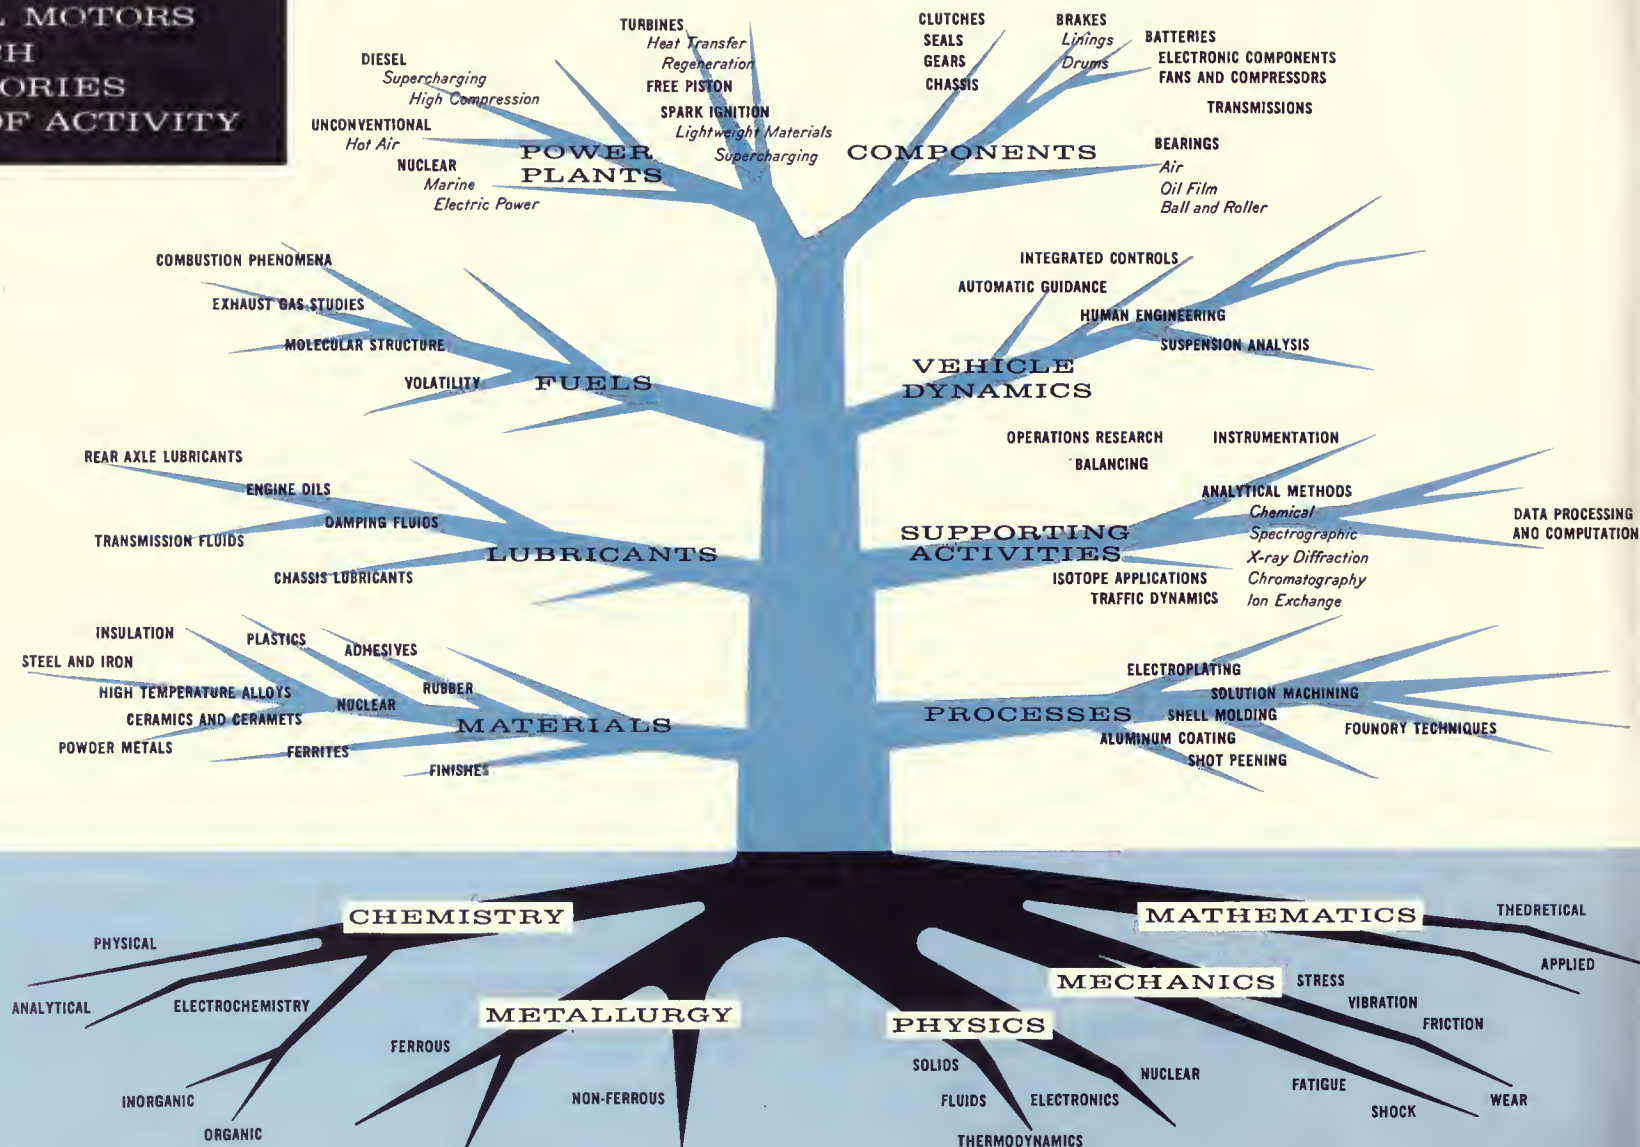 MOTORS
CH
ORIES
OF ACTIVITY
TURBINES
Heat Transfer
Regeneration
FREE PISTON
SPARK IGNITION
Lightweight Materials
Supercharging
DIESEL
Supercharging
High Compression
UNCONVENTIONAL
Hot Air
NUCLEAR
Marine
Electric Power
POWER
PLANTS
CLUTCHES
SEALS
GEARS
CHASSIS
BRAKES
Linings
Drums
BATTERIES
ELECTRONIC COMPONENTS
FANS AND COMPRESSORS
TRANSMISSIONS
COMPONENTS
BEARINGS
Air
Oil Film
Ball and Roller
COMBUSTION PHENOMENA
EXHAUST GAS STUDIES
MOLECULAR STRUCTURE
VOLATILITY
FUELS
INTEGRATED CONTROLS
AUTOMATIC GUIDANCE
HUMAN ENGINEERING
SUSPENSION ANALYSIS
VEHICLE
DYNAMICS
REAR AXLE LUBRICANTS
ENGINE OILS
DAMPING FLUIDS
TRANSMISSION FLUIDS
CHASSIS LUBRICANTS
LUBRICANTS
OPERATIONS RESEARCH
BALANCING
INSTRUMENTATION
ANALYTICAL METHODS
Chemical
Spectrographic
X-ray Diffraction
Chromatography
Ion Exchange
DATA PROCESSING
AND COMPUTATION
SUPPORTING
ACTIVITIES
ISOTOPE APPLICATIONS
TRAFFIC DYNAMICS
INSULATION
PLASTICS
ADHESIVES
STEEL AND IRON
HIGH TEMPERATURE ALLOYS
NUCLEAR
RUBBER
CERAMICS AND CERAMETS
POWDER METALS
FERRITES
FINISHES
MATERIALS
ELECTROPLATING
SOLUTION MACHINING
PROCESSES
SHELL MOLDING
FOUNDRY TECHNIQUES
ALUMINUM COATING
SHOT PEENING
CHEMISTRY
PHYSICAL
ANALYTICAL
ELECTROCHEMISTRY
INORGANIC
ORGANIC
METALLURGY
FERROUS
NON-FERROUS
PHYSICS
SOLIDS
FLUIDS
THERMODYNAMICS
ELECTRONICS
NUCLEAR
MECHANICS
STRESS
VIBRATION
FRICTION
FATIGUE
SHOCK
WEAR
MATHEMATICS
THEORETICAL
APPLIED